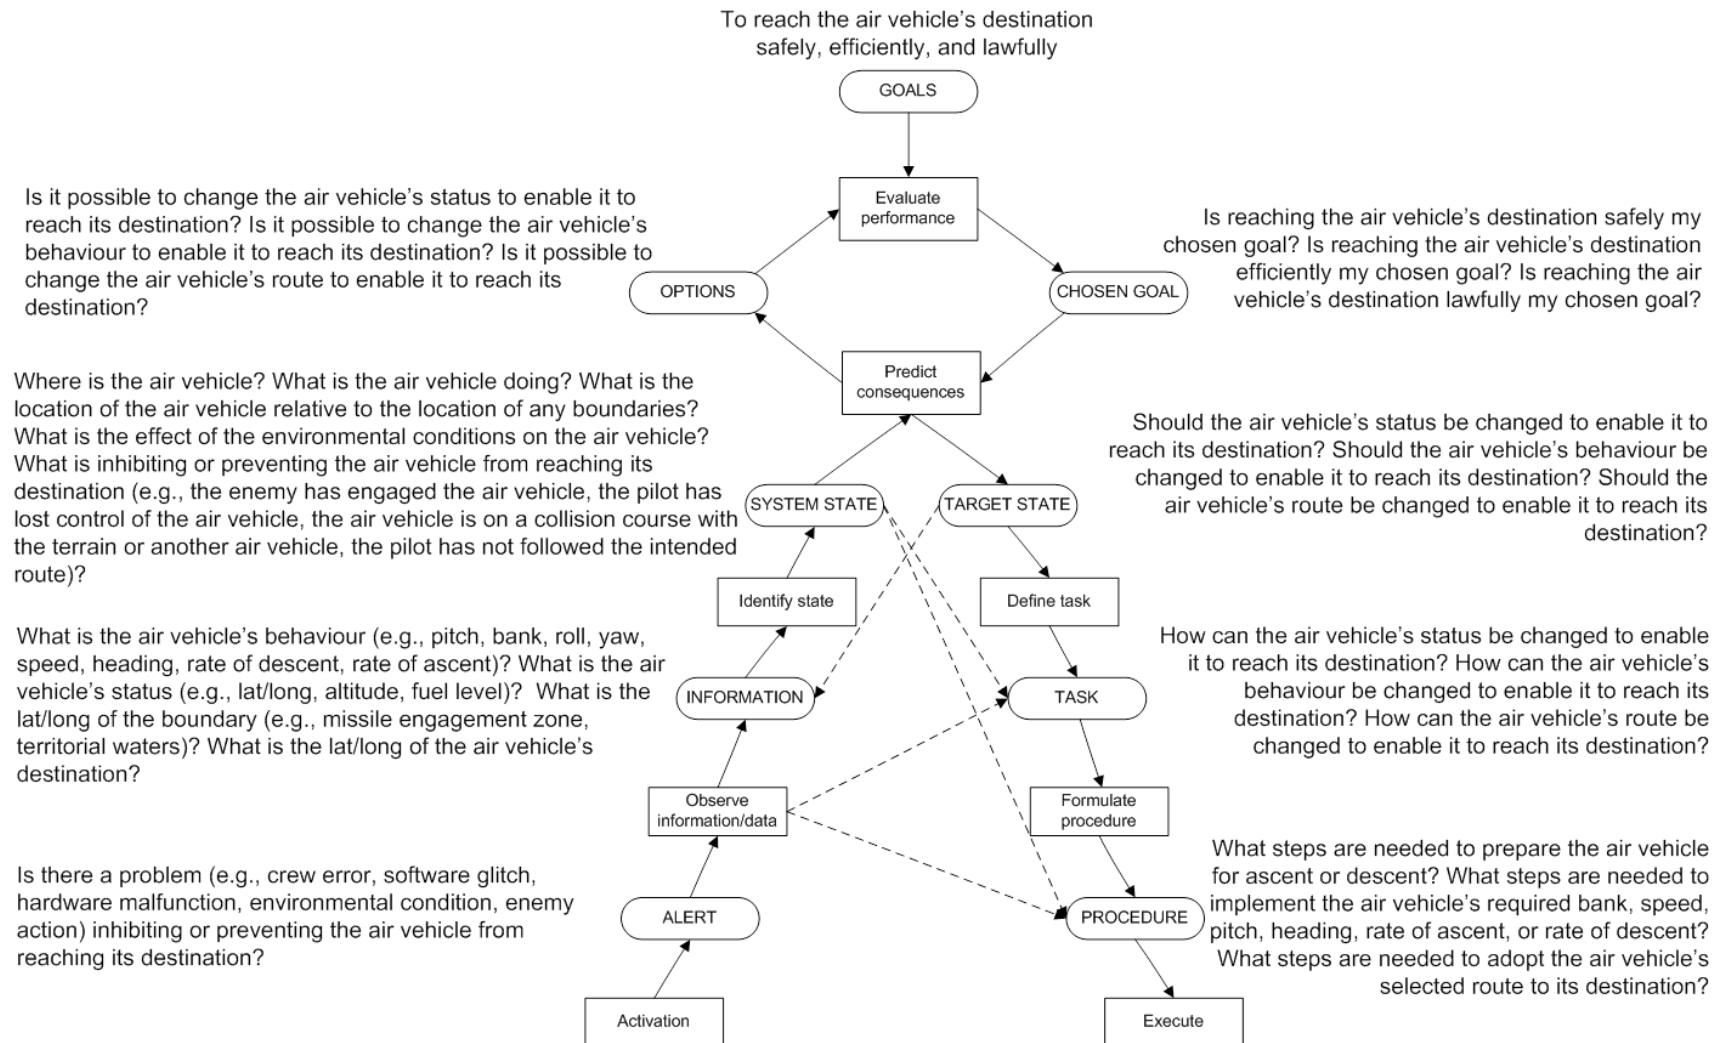 To reach the air vehicle’s destination
safely, efficiently, and lawfully
GOALS
Evaluate
performance
Is it possible to change the air vehicle’s status to enable it to
reach its destination? Is it possible to change the air vehicle’s
behaviour to enable it to reach its destination? Is it possible to
change the air vehicle’s route to enable it to reach its
destination?
Is reaching the air vehicle’s destination safely my
chosen goal? Is reaching the air vehicle’s destination
efficiently my chosen goal? Is reaching the air
vehicle’s destination lawfully my chosen goal?
OPTIONS
CHOSEN GOAL
Predict
consequences
Where is the air vehicle? What is the air vehicle doing? What is the
location of the air vehicle relative to the location of any boundaries?
What is the effect of the environmental conditions on the air vehicle?
What is inhibiting or preventing the air vehicle from reaching its
destination (e.g., the enemy has engaged the air vehicle, the pilot has
lost control of the air vehicle, the air vehicle is on a collision course with
the terrain or another air vehicle, the pilot has not followed the intended
route)?
Should the air vehicle’s status be changed to enable it to
reach its destination? Should the air vehicle’s behaviour be
changed to enable it to reach its destination? Should the
air vehicle’s route be changed to enable it to reach its
destination?
SYSTEM STATE
TARGET STATE
Identify state
Define task
What is the air vehicle’s behaviour (e.g., pitch, bank, roll, yaw,
speed, heading, rate of descent, rate of ascent)? What is the air
vehicle’s status (e.g., lat/long, altitude, fuel level)?  What is the
lat/long of the boundary (e.g., missile engagement zone,
territorial waters)? What is the lat/long of the air vehicle’s
destination?
How can the air vehicle’s status be changed to enable
it to reach its destination? How can the air vehicle’s
behaviour be changed to enable it to reach its
destination? How can the air vehicle’s route be
changed to enable it to reach its destination?
INFORMATION
TASK
Observe
information/data
Formulate
procedure
Is there a problem (e.g., crew error, software glitch,
hardware malfunction, environmental condition, enemy
action) inhibiting or preventing the air vehicle from
reaching its destination?
What steps are needed to prepare the air vehicle
for ascent or descent? What steps are needed to
implement the air vehicle’s required bank, speed,
pitch, heading, rate of ascent, or rate of descent?
What steps are needed to adopt the air vehicle’s
selected route to its destination?
ALERT
PROCEDURE
Activation
Execute